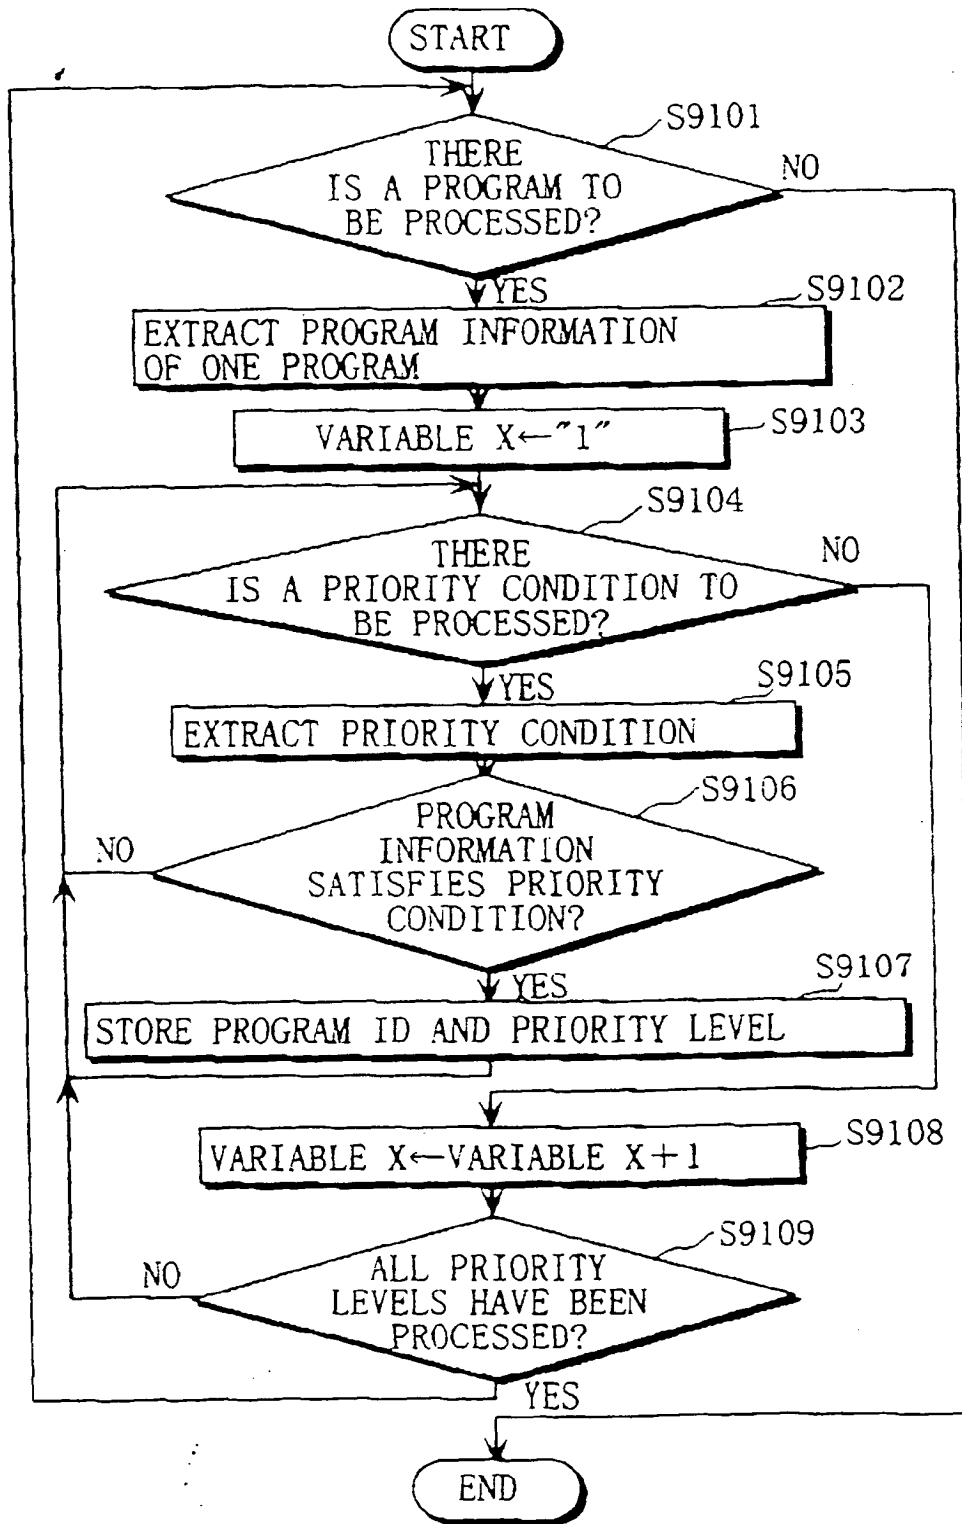 START
S9101
THERE
IS A PROGRAM TO
BE PROCESSED?
NO
YES
S9102
EXTRACT PROGRAM INFORMATION
OF ONE PROGRAM
S9103
VARIABLE X←"1"
S9104
THERE
IS A PRIORITY CONDITION TO
BE PROCESSED?
NO
YES
S9105
EXTRACT PRIORITY CONDITION
S9106
PROGRAM
INFORMATION
SATISFIES PRIORITY
CONDITION?
NO
YES
S9107
STORE PROGRAM ID AND PRIORITY LEVEL
S9108
VARIABLE X←VARIABLE X+1
S9109
ALL PRIORITY
LEVELS HAVE BEEN
PROCESSED?
NO
YES
END